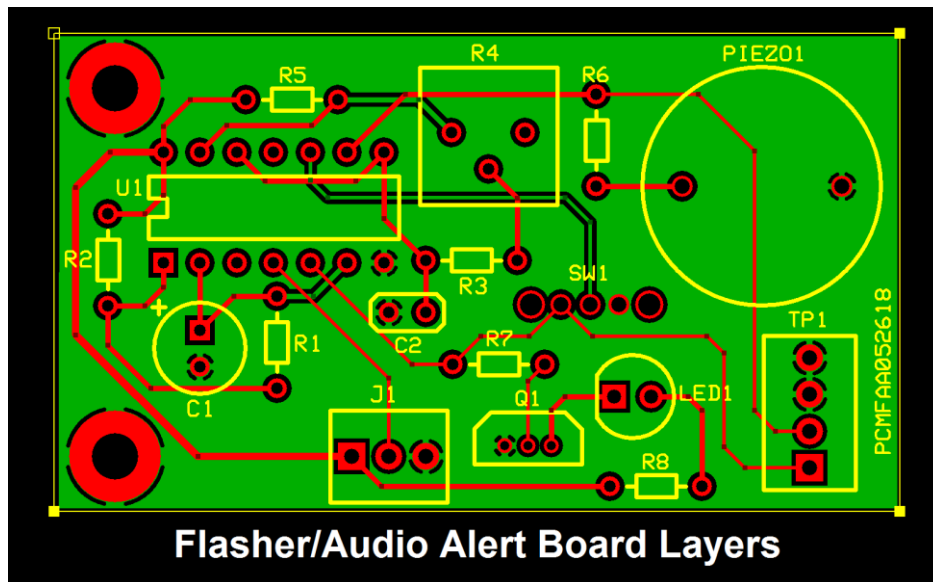 R4
PIEZO1
R5
R6
U1
R2
R3
SW1
+
C2
R7
R1
TP1
C1
J1
Q1
LED1
R8
PCMFAA052618
Flasher/Audio Alert Board Layers